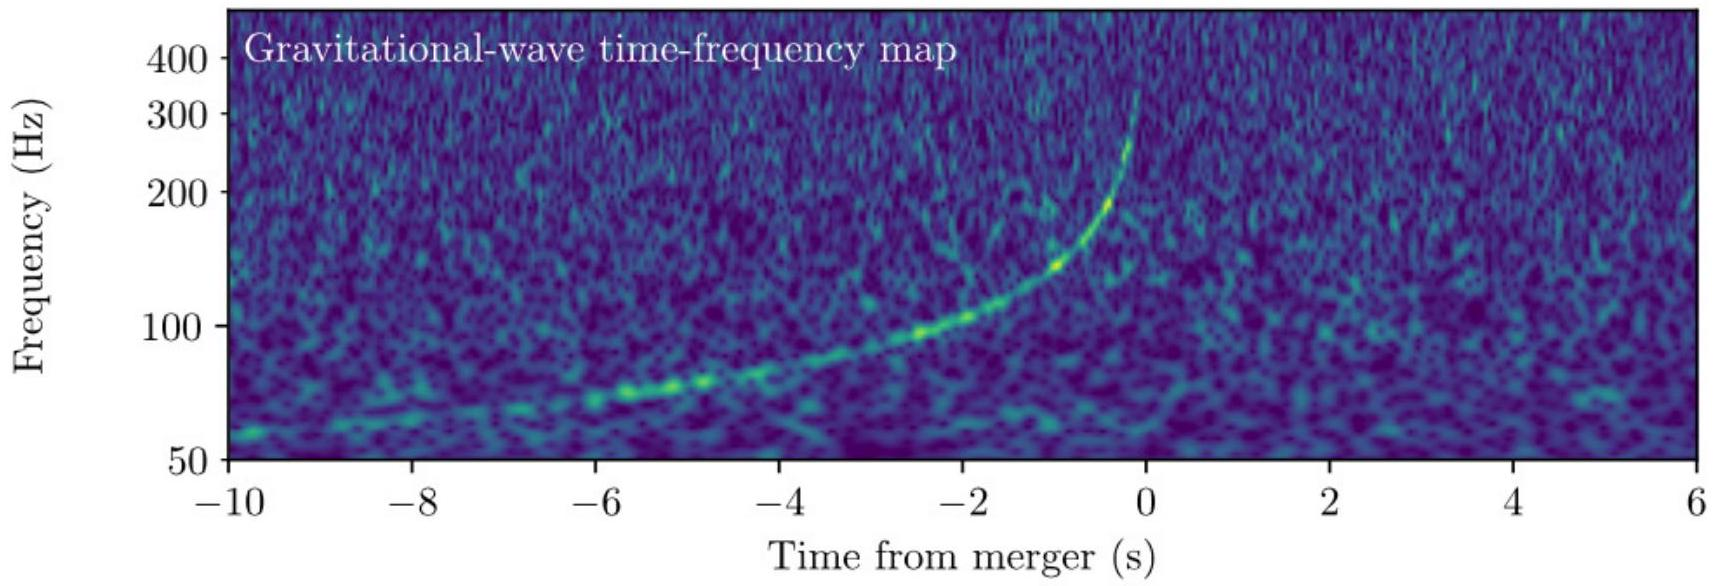 Gravitational-wave time-frequency map
Frequency (Hz)
400
300
200
100
50
−10 −8 −6 −4 −2 0 2 4 6
Time from merger (s)